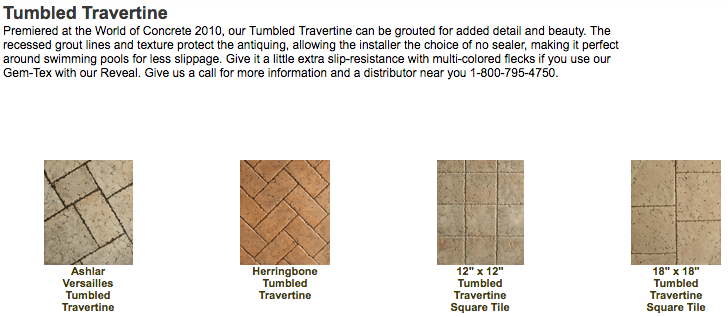 Tumbled Travertine
Premiered at the World of Concrete 2010, our Tumbled Travertine can be grouted for added detail and beauty. The
recessed grout lines and texture protect the antiquing, allowing the installer the choice of no sealer, making it perfect
around swimming pools for less slippage. Give it a little extra slip-resistance with multi-colored flecks if you use our
Gem-Tex with our Reveal. Give us a call for more information and a distributor near you 1-800-795-4750.
Ashlar
Versailles
Tumbled
Travertine
Herringbone
Tumbled
Travertine
12" x 12"
Tumbled
Travertine
Square Tile
18" x 18"
Tumbled
Travertine
Square Tile